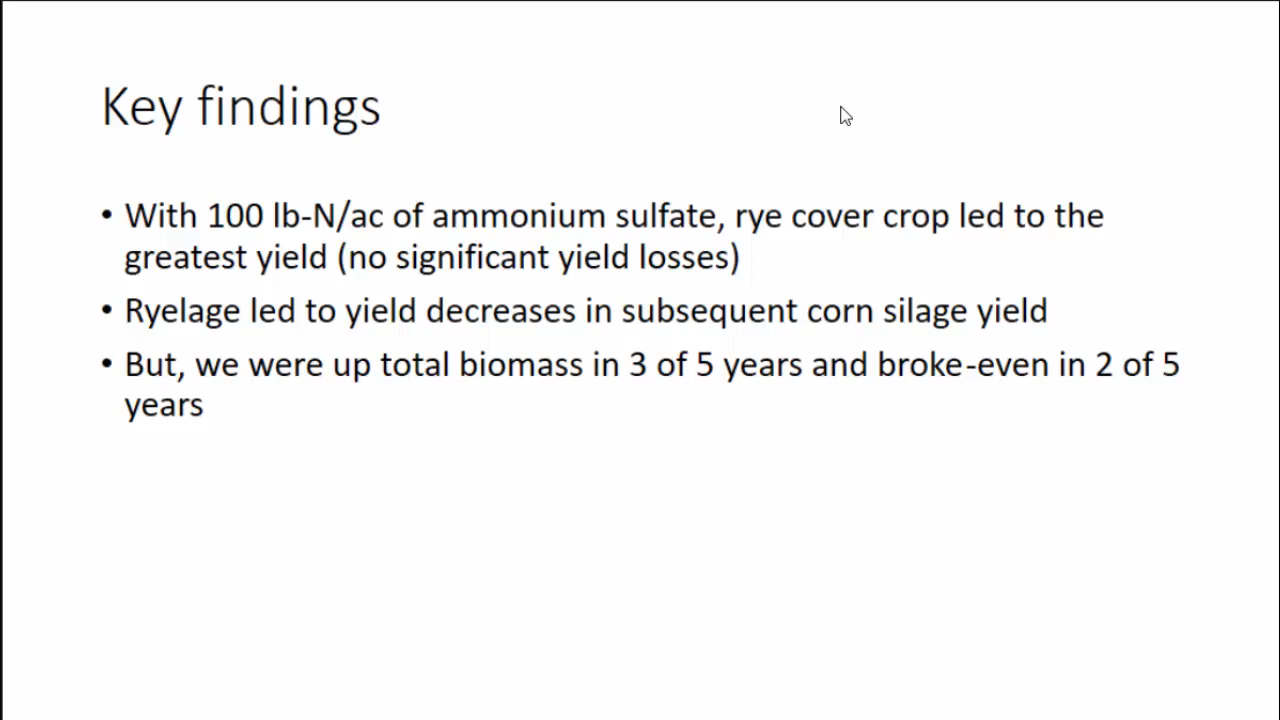 Key findings
• With 100 lb-N/ac of ammonium sulfate, rye cover crop led to the
greatest yield (no significant yield losses)
• Ryelage led to yield decreases in subsequent corn silage yield
• But, we were up total biomass in 3 of 5 years and broke-even in 2 of 5
years